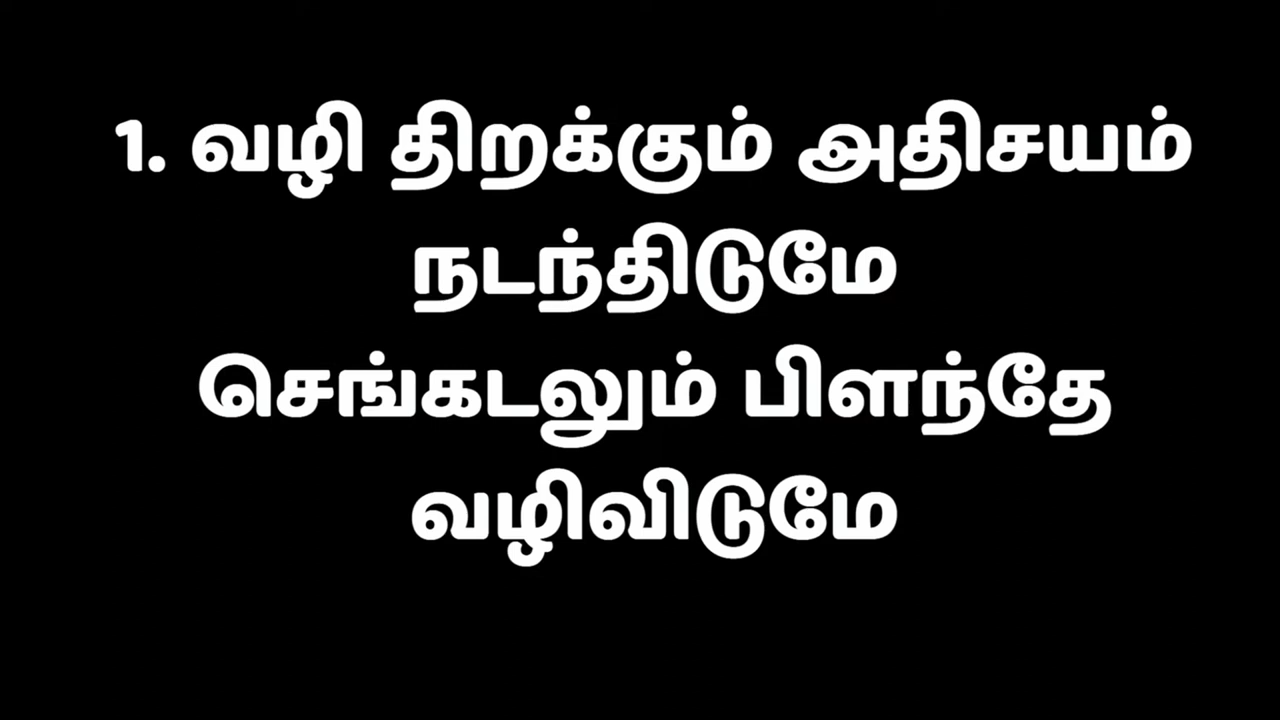 1. வழி திறக்கும் அதிசயம்
நடந்திடுமே
செங்கடலும் பிளந்தே
வழிவிடுமே